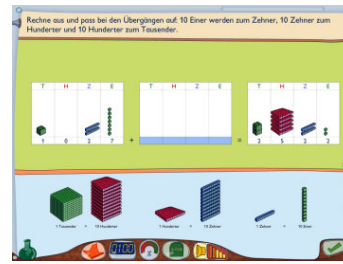 Rechne aus und pass bei den Übergängen auf: 10 Einer werden zum Zehner, 10 Zehner zum
Hunderter und 10 Hunderter zum Tausender.
T H Z E T H Z E T H Z E
1 0 2 7 + = 3 5 3 2
1 Tausender = 10 Hunderter 1 Hunderter = 10 Zehner 1 Zehner = 10 Einer